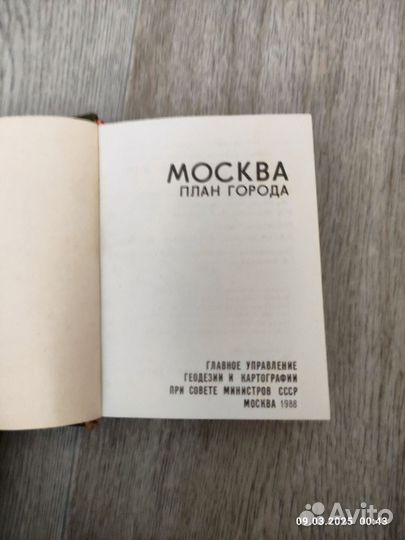 МОСКВА
ПЛАН ГОРОДА
ГЛАВНОЕ УПРАВЛЕНИЕ
ГЕОДЕЗИИ И КАРТОГРАФИИ
ПРИ СОВЕТЕ МИНИСТРОВ СССР
МОСКВА 1988
Avito
09.03.2025 00:43